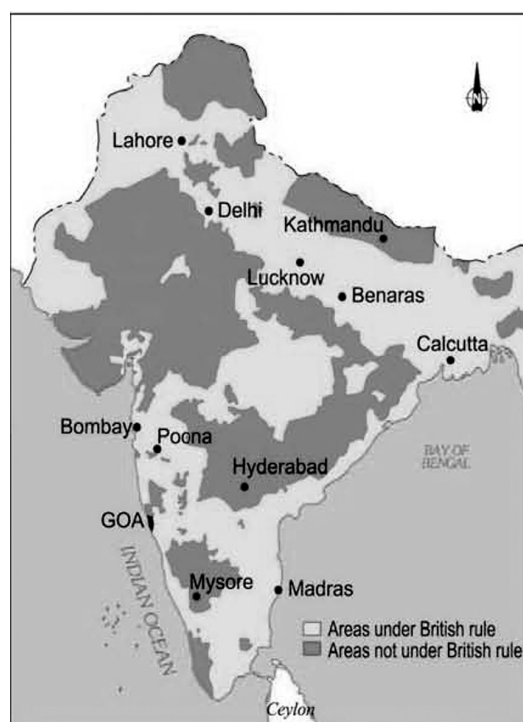 N
Lahore
Delhi
Kathmandu
Lucknow
Benaras
Calcutta
Bombay
Poona
BAY OF
BENGAL
Hyderabad
GOA
INDIAN OCEAN
Mysore
Madras
Areas under British rule
Areas not under British rule
Ceylon